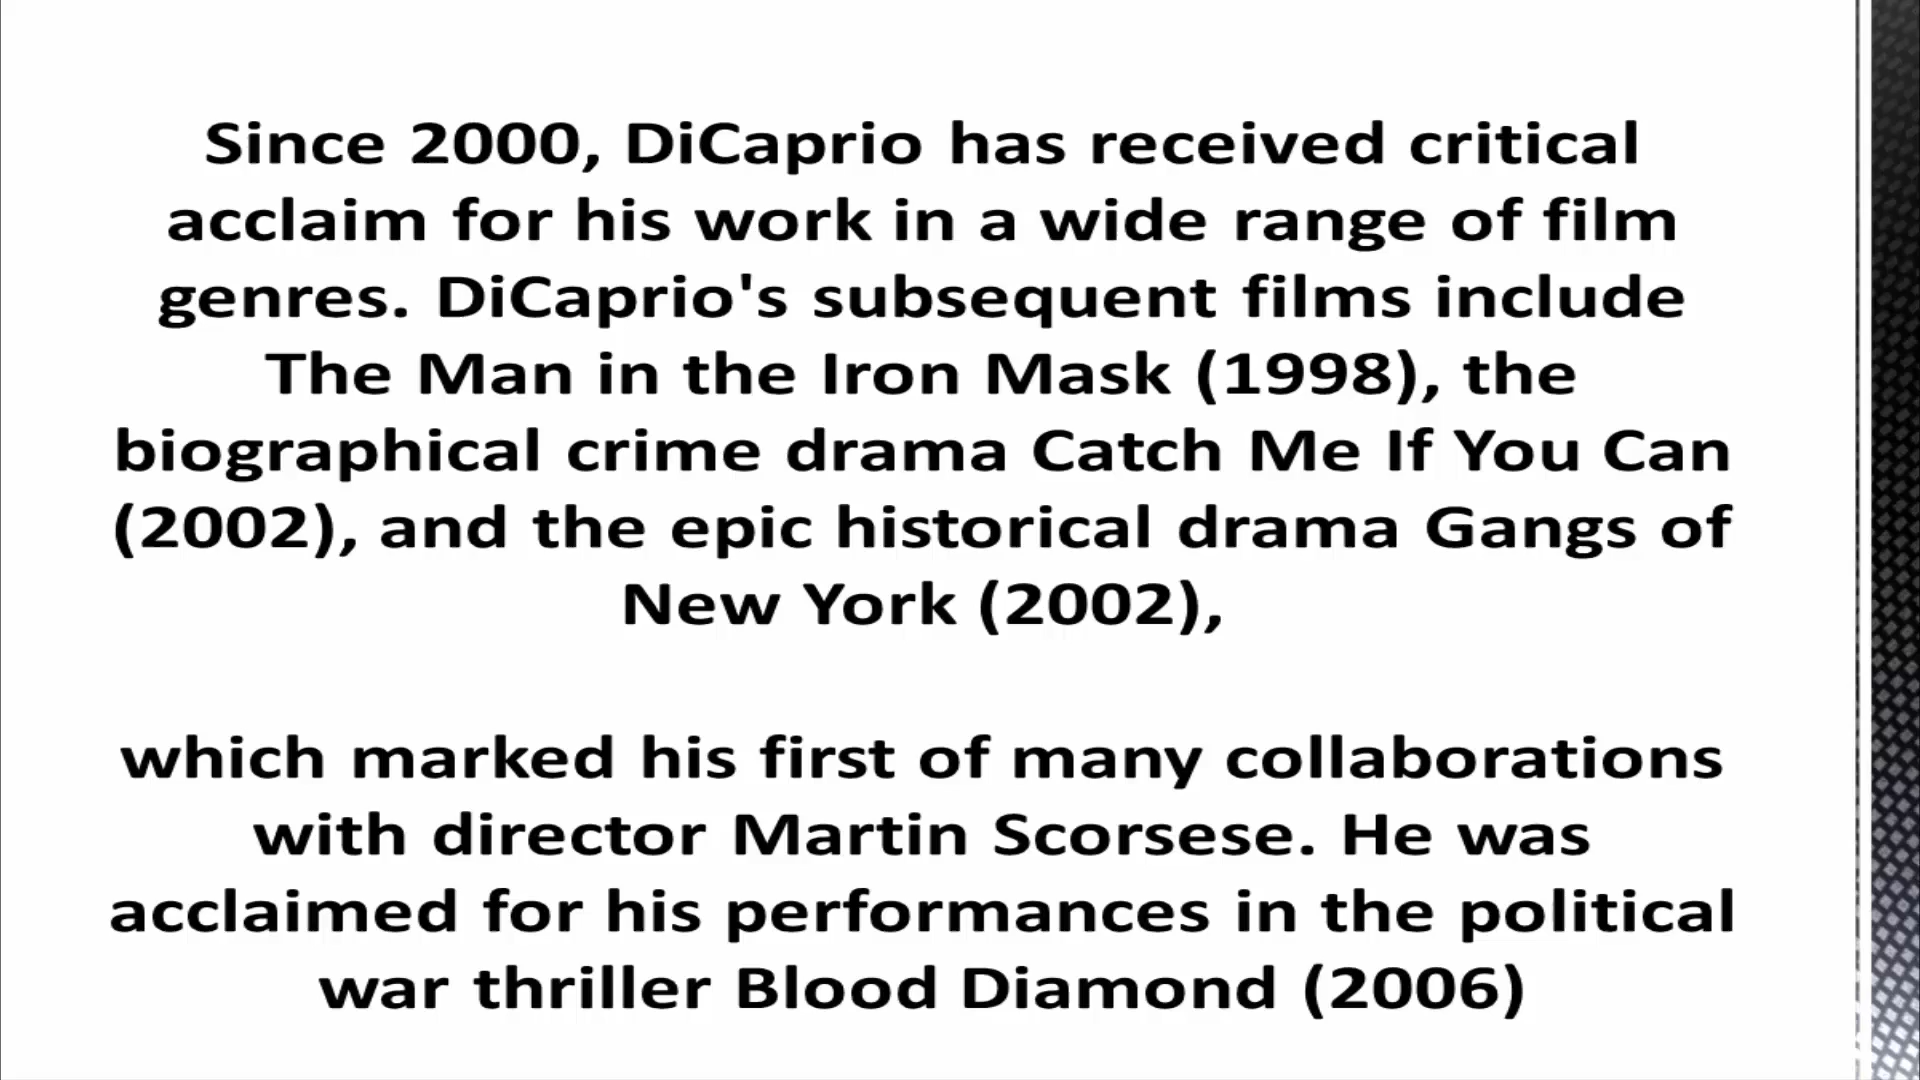 Since 2000, DiCaprio has received critical
acclaim for his work in a wide range of film
genres. DiCaprio's subsequent films include
The Man in the Iron Mask (1998), the
biographical crime drama Catch Me If You Can
(2002), and the epic historical drama Gangs of
New York (2002),
which marked his first of many collaborations
with director Martin Scorsese. He was
acclaimed for his performances in the political
war thriller Blood Diamond (2006)